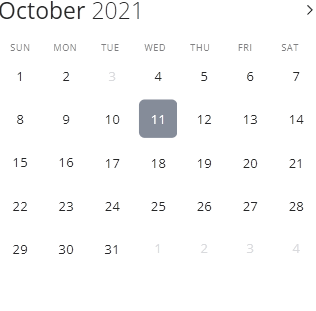 October 2021
SUN MON TUE WED THU FRI SAT
1 2 3 4 5 6 7
8 9 10 11 12 13 14
15 16 17 18 19 20 21
22 23 24 25 26 27 28
29 30 31 1 2 3 4